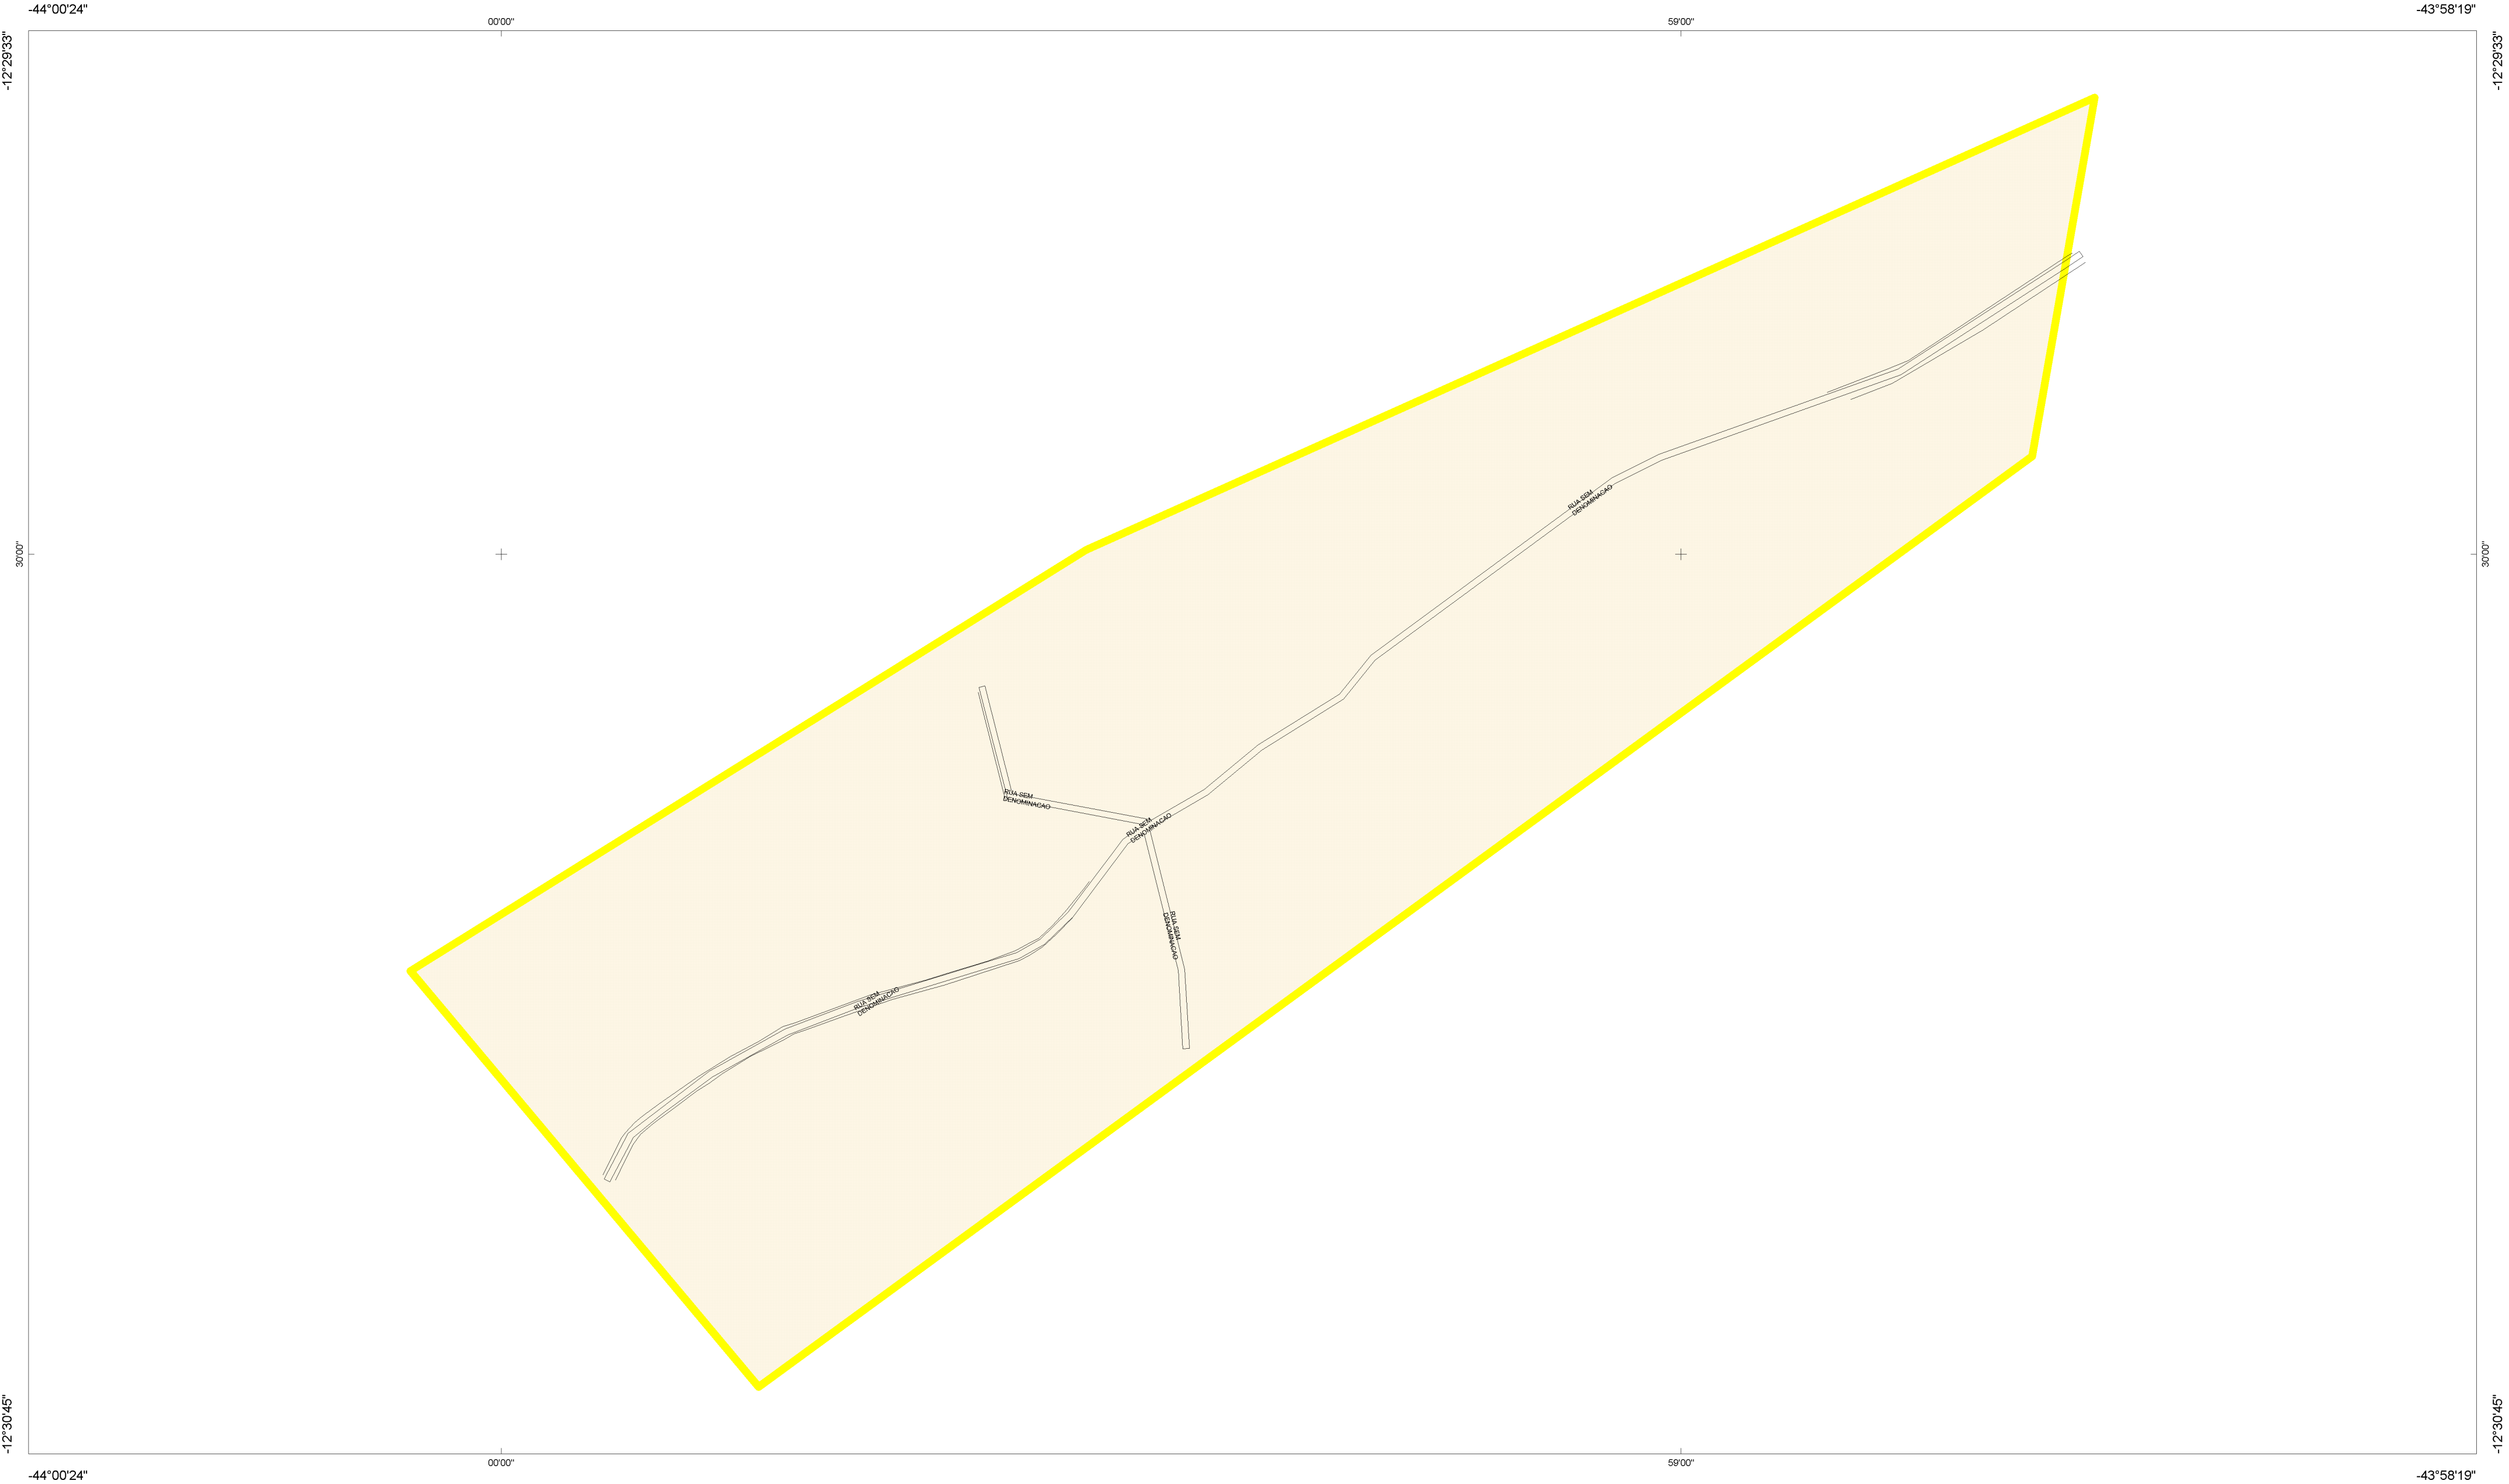 -44°00'24"
-43°58'19"
00'00"
59'00"
-12°29'33"
-12°29'33"
RUA SEM
DENOMINACAO
30'00"
30'00"
RUA SEM
DENOMINACAO
RUA SEM
DENOMINACAO
RUA SEM
DENOMINACAO
RUA SEM
DENOMINACAO
-12°30'45"
-12°30'45"
00'00"
59'00"
-44°00'24"
-43°58'19"